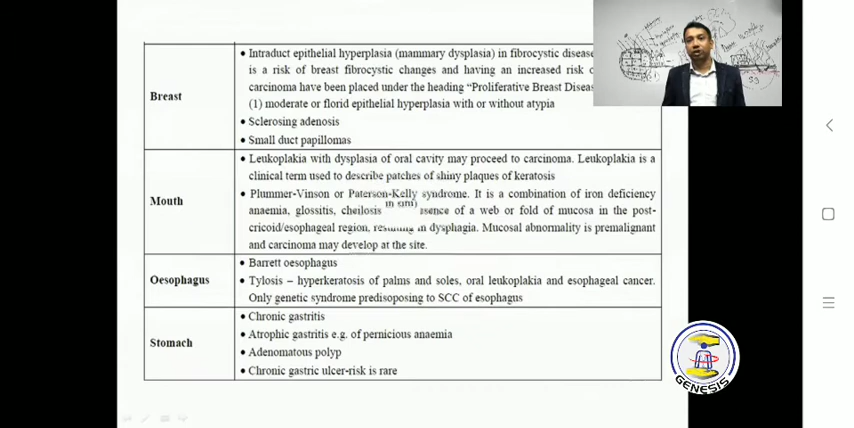 Breast
• Intraduct epithelial hyperplasia (mammary dysplasia) in fibrocystic disease
is a risk of breast fibrocystic changes and having an increased risk
carcinoma have been placed under the heading “Proliferative Breast Diseas
(1) moderate or florid epithelial hyperplasia with or without atypia
• Sclerosing adenosis
• Small duct papillomas
Mouth
• Leukoplakia with dysplasia of oral cavity may proceed to carcinoma. Leukoplakia is a
clinical term used to describe patches of shiny plaques of keratosis
• Plummer-Vinson or Paterson-Kelly syndrome. It is a combination of iron deficiency
anaemia, glossitis, cheilosis of a web or fold of mucosa in the post-
cricoid/esophageal region, in dysphagia. Mucosal abnormality is premalignant
and carcinoma may develop at the site.
Oesophagus
• Barrett oesophagus
• Tylosis – hyperkeratosis of palms and soles, oral leukoplakia and esophageal cancer.
Only genetic syndrome predisoposing to SCC of esophagus
Stomach
• Chronic gastritis
• Atrophic gastritis e.g. of pernicious anaemia
• Adenomatous polyp
• Chronic gastric ulcer-risk is rare
GENESIS